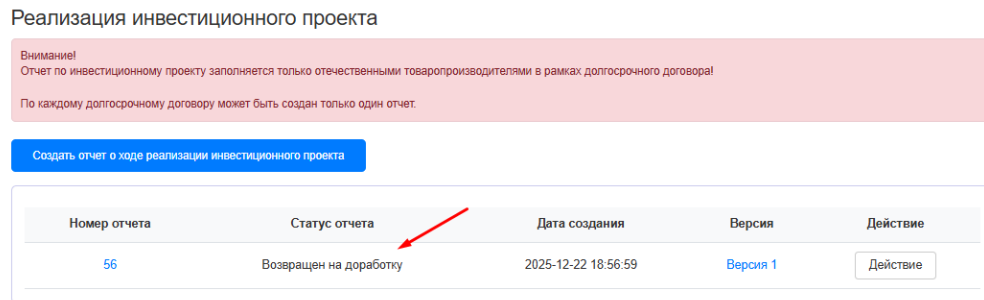 Реализация инвестиционного проекта
Внимание!
Отчет по инвестиционному проекту заполняется только отечественными товаропроизводителями в рамках долгосрочного договора!
По каждому долгосрочному договору может быть создан только один отчет.
Создать отчет о ходе реализации инвестиционного проекта
Номер отчета Статус отчета Дата создания Версия Действие
56 Возвращен на доработку 2025-12-22 18:56:59 Версия 1 Действие